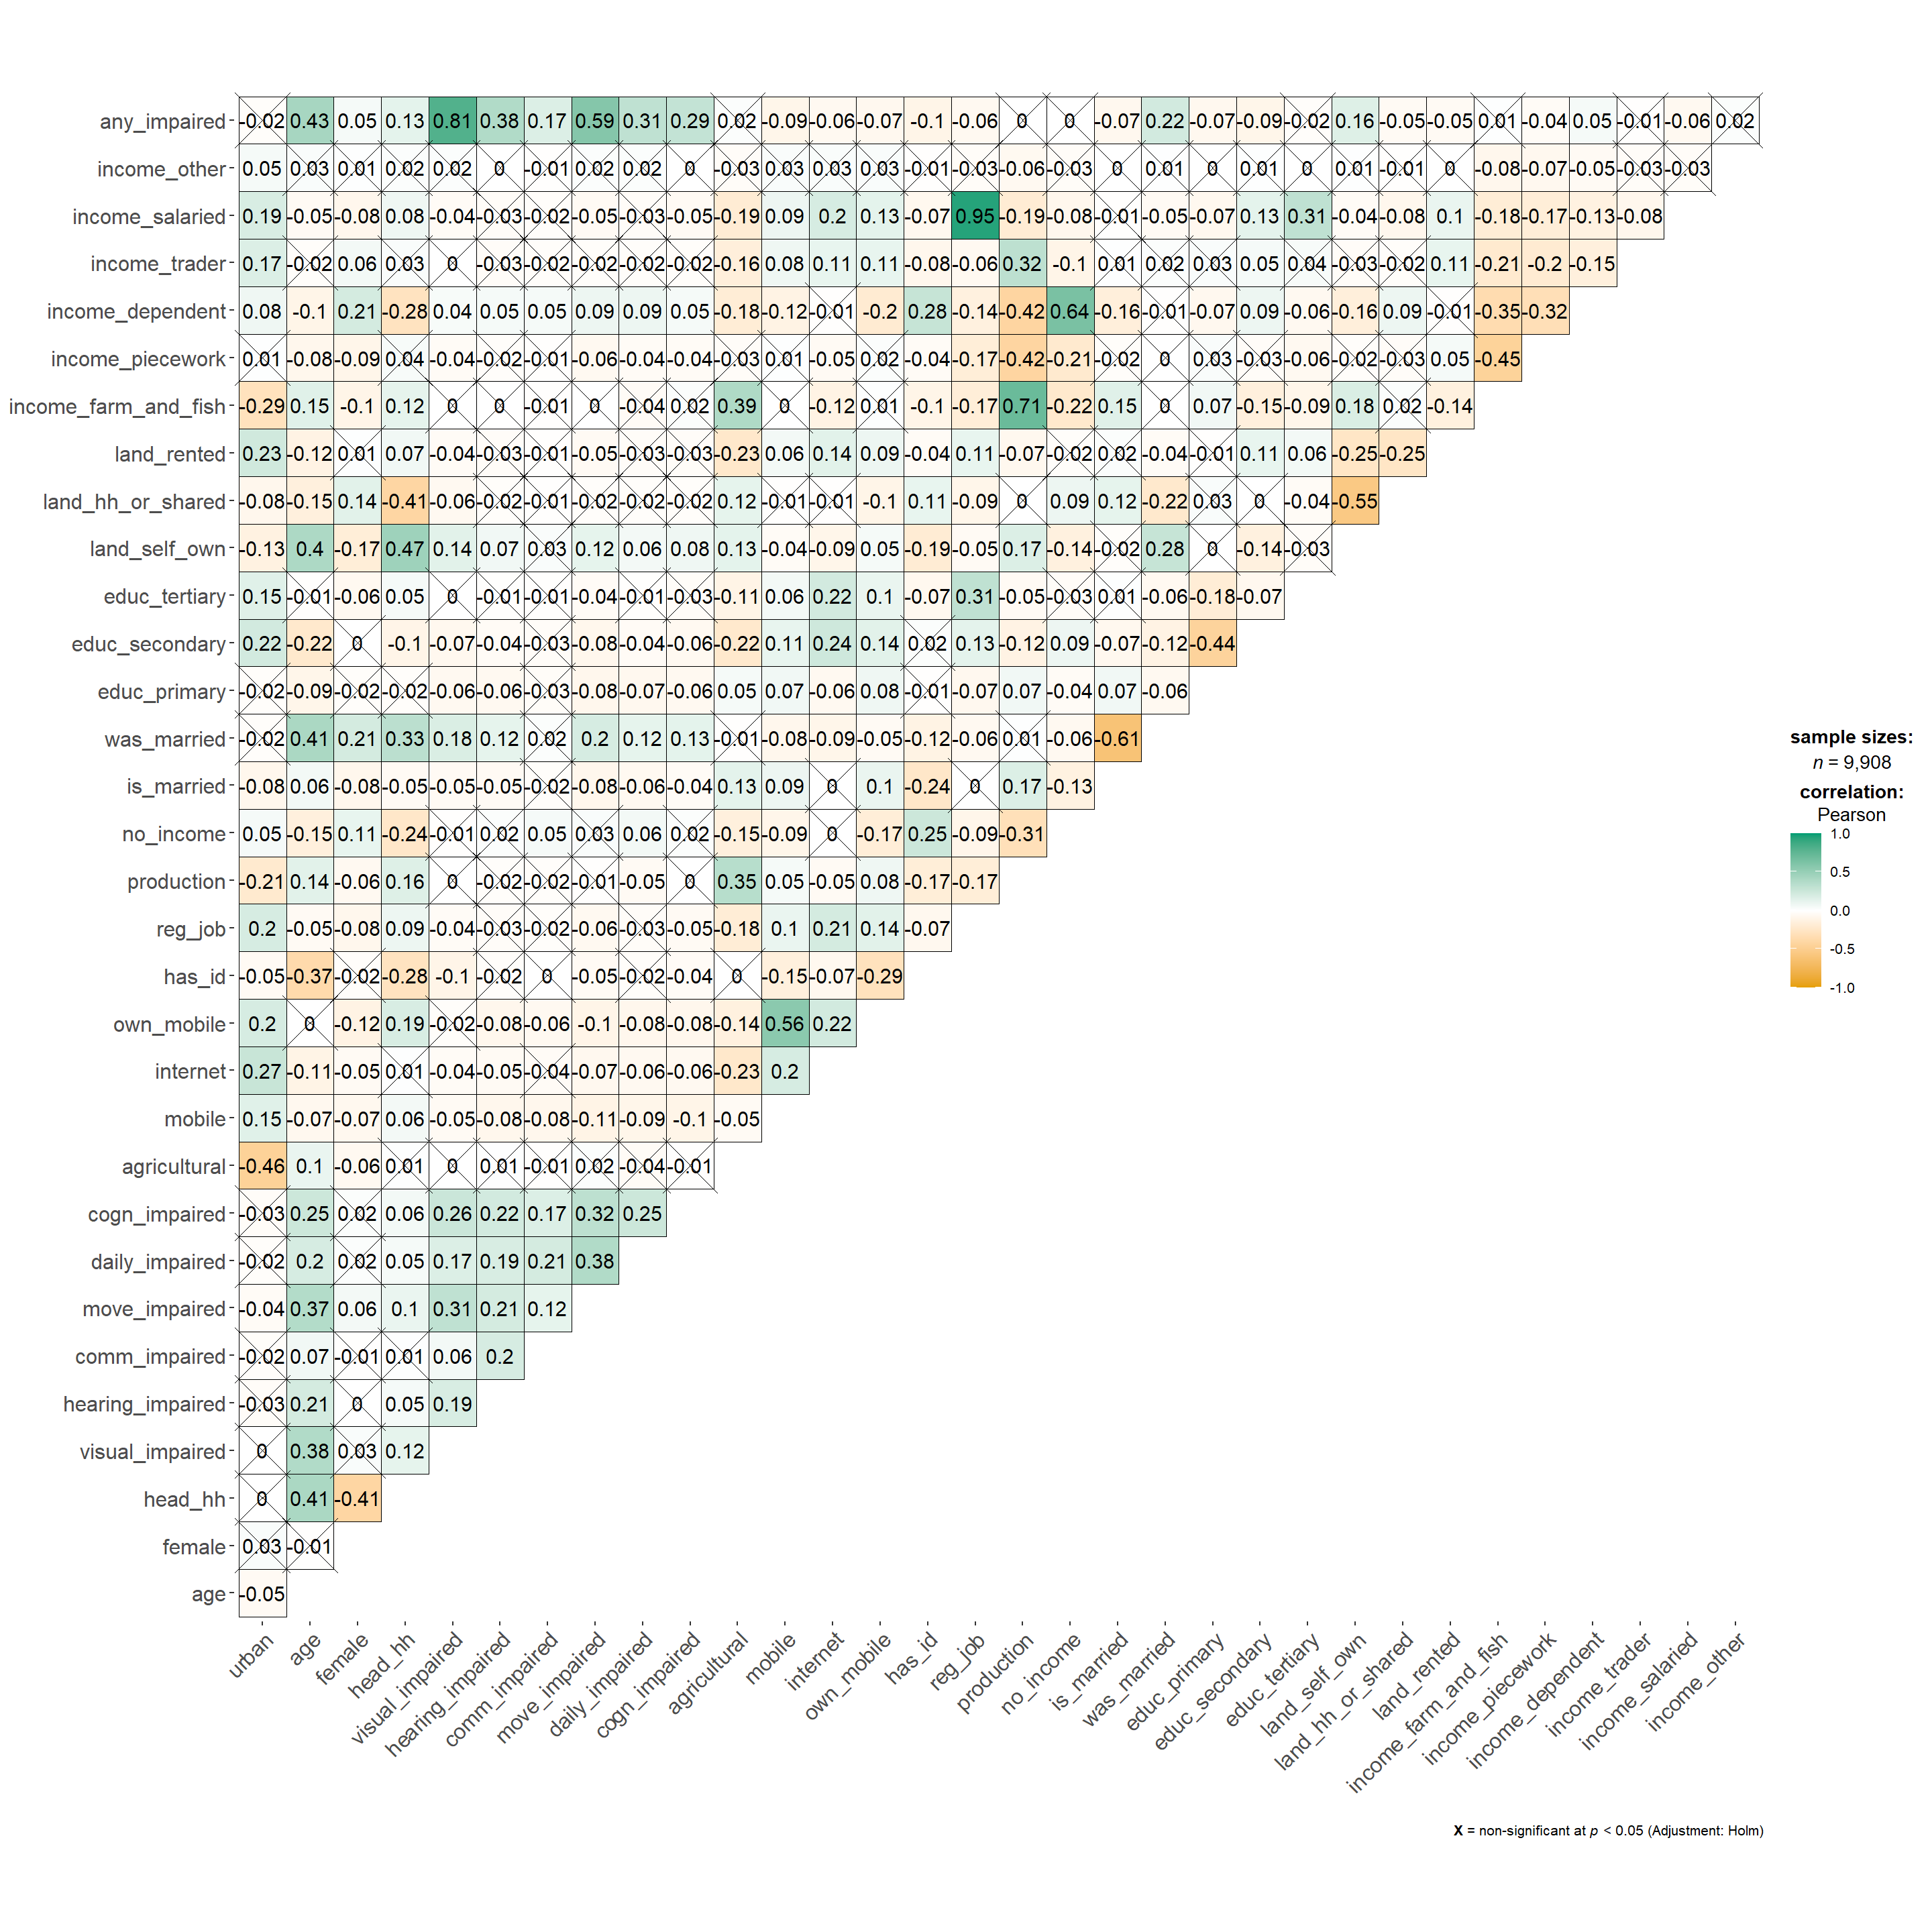 any_impaired -0.02 0.43 0.05 0.13 0.81 0.38 0.17 0.59 0.31 0.29 0.02 -0.09 -0.06 -0.07 -0.1 -0.06 0 0 -0.07 0.22 -0.07 -0.09 -0.02 0.16 -0.05 -0.05 0.01 -0.04 0.05 -0.01 -0.06 0.02
income_other 0.05 0.03 0.01 0.02 0.02 0 -0.01 0.02 0.02 0 -0.03 0.03 0.03 0.03 -0.01 -0.03 -0.06 -0.03 0 0.01 0 0.01 0 0.01 -0.01 0 -0.08 -0.07 -0.05 -0.03 -0.03
income_salaried 0.19 -0.05 -0.08 0.08 -0.04 -0.03 -0.02 -0.05 -0.03 -0.05 -0.19 0.09 0.2 0.13 -0.07 0.95 -0.19 -0.08 -0.01 -0.05 -0.07 0.13 0.31 -0.04 -0.08 0.1 -0.18 -0.17 -0.13 -0.08
income_trader 0.17 -0.02 0.06 0.03 0 -0.03 -0.02 -0.02 -0.02 -0.02 -0.16 0.08 0.11 0.11 -0.08 -0.06 0.32 -0.1 0.01 0.02 0.03 0.05 0.04 -0.03 -0.02 0.11 -0.21 -0.2 -0.15
income_dependent 0.08 -0.1 0.21 -0.28 0.04 0.05 0.05 0.09 0.09 0.05 -0.18 -0.12 -0.01 -0.2 0.28 -0.14 -0.42 0.64 -0.16 -0.01 -0.07 0.09 -0.06 -0.16 0.09 -0.01 -0.35 -0.32
income_piecework 0.01 -0.08 -0.09 0.04 -0.04 -0.02 -0.01 -0.06 -0.04 -0.04 -0.03 0.01 -0.05 0.02 -0.04 -0.17 -0.42 -0.21 -0.02 0 0.03 -0.03 -0.06 -0.02 -0.03 0.05 -0.45
income_farm_and_fish -0.29 0.15 -0.1 0.12 0 0 -0.01 0 -0.04 0.02 0.39 0 -0.12 0.01 -0.1 -0.17 0.71 -0.22 0.15 0 0.07 -0.15 -0.09 0.18 0.02 -0.14
land_rented 0.23 -0.12 0.01 0.07 -0.04 -0.03 -0.01 -0.05 -0.03 -0.03 -0.23 0.06 0.14 0.09 -0.04 0.11 -0.07 -0.02 0.02 -0.04 -0.01 0.11 0.06 -0.25 -0.25
land_hh_or_shared -0.08 -0.15 0.14 -0.41 -0.06 -0.02 -0.01 -0.02 -0.02 -0.02 0.12 -0.01 -0.01 -0.1 0.11 -0.09 0 0.09 0.12 -0.22 0.03 0 -0.04 -0.55
land_self_own -0.13 0.4 -0.17 0.47 0.14 0.07 0.03 0.12 0.06 0.08 0.13 -0.04 -0.09 0.05 -0.19 -0.05 0.17 -0.14 -0.02 0.28 0 -0.14 -0.03
educ_tertiary 0.15 -0.01 -0.06 0.05 0 -0.01 -0.01 -0.04 -0.01 -0.03 -0.11 0.06 0.22 0.1 -0.07 0.31 -0.05 -0.03 0.01 -0.06 -0.18 -0.07
educ_secondary 0.22 -0.22 0 -0.1 -0.07 -0.04 -0.03 -0.08 -0.04 -0.06 -0.22 0.11 0.24 0.14 0.02 0.13 -0.12 0.09 -0.07 -0.12 -0.44
educ_primary -0.02 -0.09 -0.02 -0.02 -0.06 -0.06 -0.03 -0.08 -0.07 -0.06 0.05 0.07 -0.06 0.08 -0.01 -0.07 0.07 -0.04 0.07 -0.06
was_married -0.02 0.41 0.21 0.33 0.18 0.12 0.02 0.2 0.12 0.13 -0.01 -0.08 -0.09 -0.05 -0.12 -0.06 0.01 -0.06 -0.61
is_married -0.08 0.06 -0.08 -0.05 -0.05 -0.05 -0.02 -0.08 -0.06 -0.04 0.13 0.09 0 0.1 -0.24 0 0.17 -0.13
no_income 0.05 -0.15 0.11 -0.24 -0.01 0.02 0.05 0.03 0.06 0.02 -0.15 -0.09 0 -0.17 0.25 -0.09 -0.31
production -0.21 0.14 -0.06 0.16 0 -0.02 -0.02 -0.01 -0.05 0 0.35 0.05 -0.05 0.08 -0.17 -0.17
reg_job 0.2 -0.05 -0.08 0.09 -0.04 -0.03 -0.02 -0.06 -0.03 -0.05 -0.18 0.1 0.21 0.14 -0.07
has_id -0.05 -0.37 -0.02 -0.28 -0.1 -0.02 0 -0.05 -0.02 -0.04 0 -0.15 -0.07 -0.29
own_mobile 0.2 0 -0.12 0.19 -0.02 -0.08 -0.06 -0.1 -0.08 -0.08 -0.14 0.56 0.22
internet 0.27 -0.11 -0.05 0.01 -0.04 -0.05 -0.04 -0.07 -0.06 -0.06 -0.23 0.2
mobile 0.15 -0.07 -0.07 0.06 -0.05 -0.08 -0.08 -0.11 -0.09 -0.1 -0.05
agricultural -0.46 0.1 -0.06 0.01 0 0.01 -0.01 0.02 -0.04 -0.01
cogn_impaired -0.03 0.25 0.02 0.06 0.26 0.22 0.17 0.32 0.25
daily_impaired -0.02 0.2 0.02 0.05 0.17 0.19 0.21 0.38
move_impaired -0.04 0.37 0.06 0.1 0.31 0.21 0.12
comm_impaired -0.02 0.07 -0.01 0.01 0.06 0.2
hearing_impaired -0.03 0.21 0 0.05 0.19
visual_impaired 0 0.38 0.03 0.12
head_hh 0 0.41 -0.41
female 0.03 -0.01
age -0.05
urban age female head_hh visual_impaired hearing_impaired comm_impaired move_impaired daily_impaired cogn_impaired agricultural mobile internet own_mobile has_id reg_job production no_income is_married was_married educ_primary educ_secondary educ_tertiary land_self_own land_hh_or_shared land_rented income_farm_and_fish income_piecework income_dependent income_trader income_salaried income_other
sample sizes:
n = 9,908
correlation:
Pearson
1.0
0.5
0.0
-0.5
-1.0
X = non-significant at p < 0.05 (Adjustment: Holm)